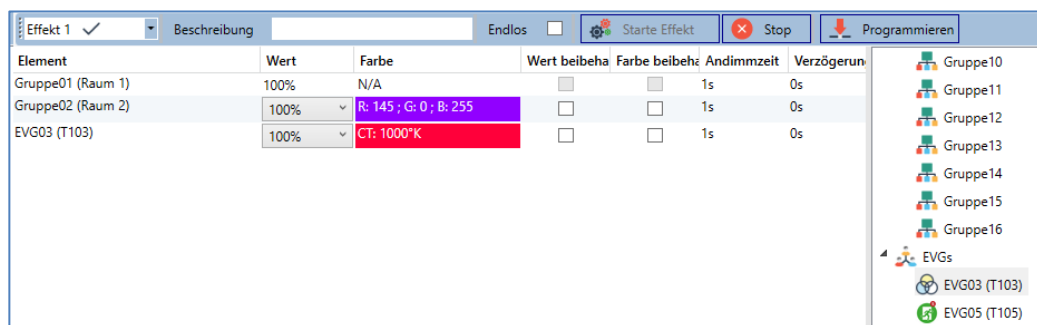 Effekt 1 Beschreibung Endlos Starte Effekt Stop Programmieren
Element Wert Farbe Wert beibeha Farbe beibeha Andimmzeit Verzögerun
Gruppe01 (Raum 1) 100% N/A 1s 0s
Gruppe02 (Raum 2) 100% R: 145 ; G: 0 ; B: 255 1s 0s
EVG03 (T103) 100% CT: 1000°K 1s 0s
Gruppe10
Gruppe11
Gruppe12
Gruppe13
Gruppe14
Gruppe15
Gruppe16
EVGs
EVG03 (T103)
EVG05 (T105)